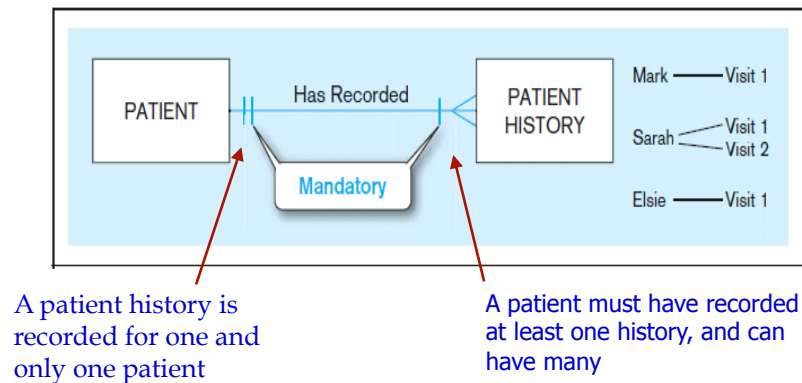 PATIENT
Has Recorded
PATIENT
HISTORY
Mandatory
Mark Visit 1
Sarah Visit 1
Visit 2
Elsie Visit 1
A patient history is
recorded for one and
only one patient
A patient must have recorded
at least one history, and can
have many